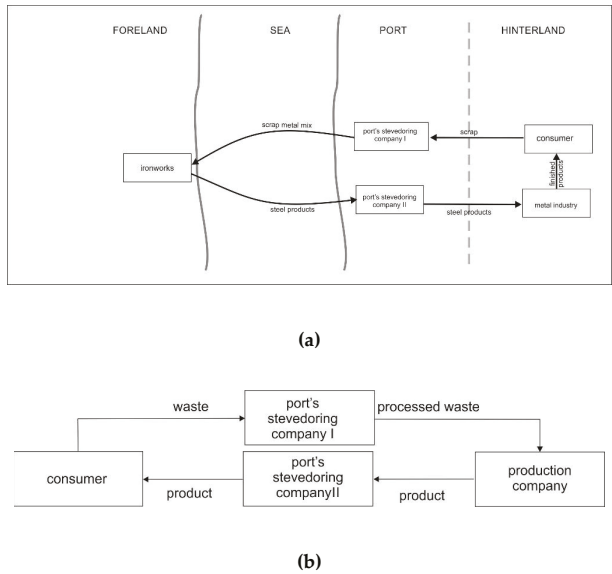 FORELAND SEA PORT HINTERLAND
scrap metal mix
port's stevedoring
company I
scrap
consumer
ironworks
finished
products
steel products
port's stevedoring
company II
steel products
metal industry
(a)
waste
port's
stevedoring
company I
processed waste
consumer
product
port's
stevedoring
companyII
product
production
company
(b)